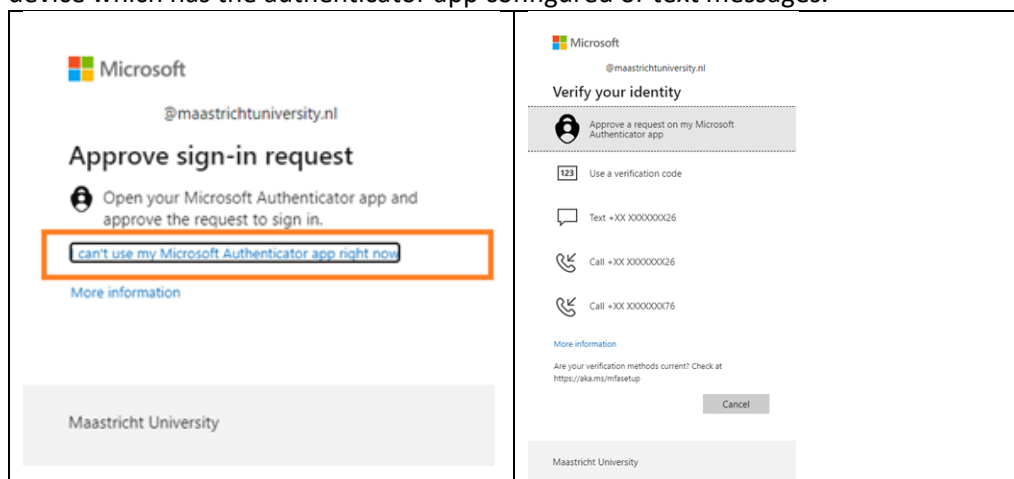 device which has the authenticator app configured or text messages.
Microsoft
@maastrichtuniversity.nl
Approve sign-in request
Open your Microsoft Authenticator app and
approve the request to sign in.
I can't use my Microsoft Authenticator app right now
More information
Maastricht University
Microsoft
@maastrichtuniversity.nl
Verify your identity
Approve a request on my Microsoft
Authenticator app
123 Use a verification code
Text +XX XXXXXXX26
Call +XX XXXXXXX26
Call +XX XXXXXXX76
More information
Are your verification methods current? Check at
https://aka.ms/mfasetup
Cancel
Maastricht University